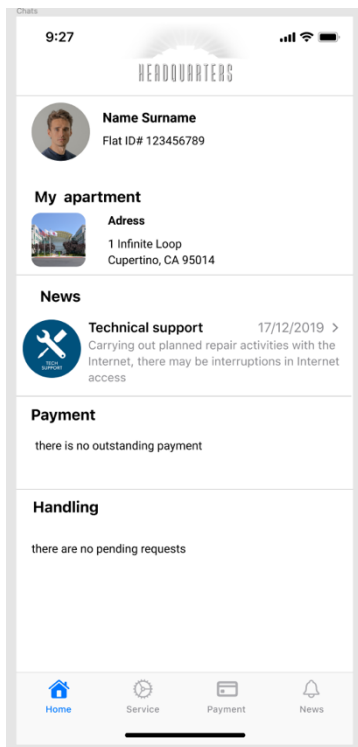 Chats
9:27
HEADQUARTERS
Name Surname
Flat ID# 123456789
My apartment
Adress
1 Infinite Loop
Cupertino, CA 95014
News
Technical support 17/12/2019 >
Carrying out planned repair activities with the
Internet, there may be interruptions in Internet
access
TECH
SUPPORT
Payment
there is no outstanding payment
Handling
there are no pending requests
Home Service Payment News